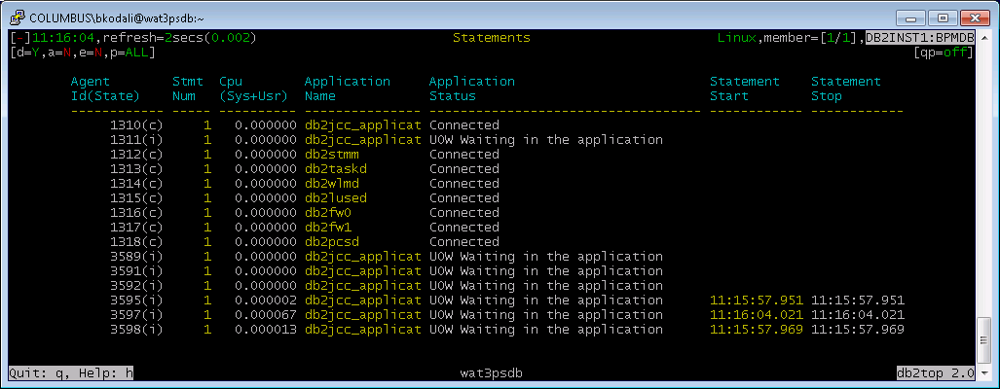 COLUMBUS\bkodali@wat3psdb:~
[-]11:16:04,refresh=2secs(0.002) Statements Linux,member=[1/1],DB2INST1:BPMDB
[d=Y,a=N,e=N,p=ALL] [qp=off]
Agent Stmt Cpu Application Application Statement Statement
Id(State) Num (Sys+Usr) Name Status Start Stop
------------ ----- ---------- --------------- ----------------------------------- ------------ ------------
1310(c) 1 0.000000 db2jcc_applicat Connected
1311(i) 1 0.000000 db2jcc_applicat UOW Waiting in the application
1312(c) 1 0.000000 db2stmm Connected
1313(c) 1 0.000000 db2taskd Connected
1314(c) 1 0.000000 db2wlmd Connected
1315(c) 1 0.000000 db2lused Connected
1316(c) 1 0.000000 db2fw0 Connected
1317(c) 1 0.000000 db2fw1 Connected
1318(c) 1 0.000000 db2pcsd Connected
3589(i) 1 0.000000 db2jcc_applicat UOW Waiting in the application
3591(i) 1 0.000000 db2jcc_applicat UOW Waiting in the application
3592(i) 1 0.000000 db2jcc_applicat UOW Waiting in the application
3595(i) 1 0.000002 db2jcc_applicat UOW Waiting in the application 11:15:57.951 11:15:57.951
3597(i) 1 0.000067 db2jcc_applicat UOW Waiting in the application 11:16:04.021 11:16:04.021
3598(i) 1 0.000013 db2jcc_applicat UOW Waiting in the application 11:15:57.969 11:15:57.969
Quit: q, Help: h wat3psdb db2top 2.0